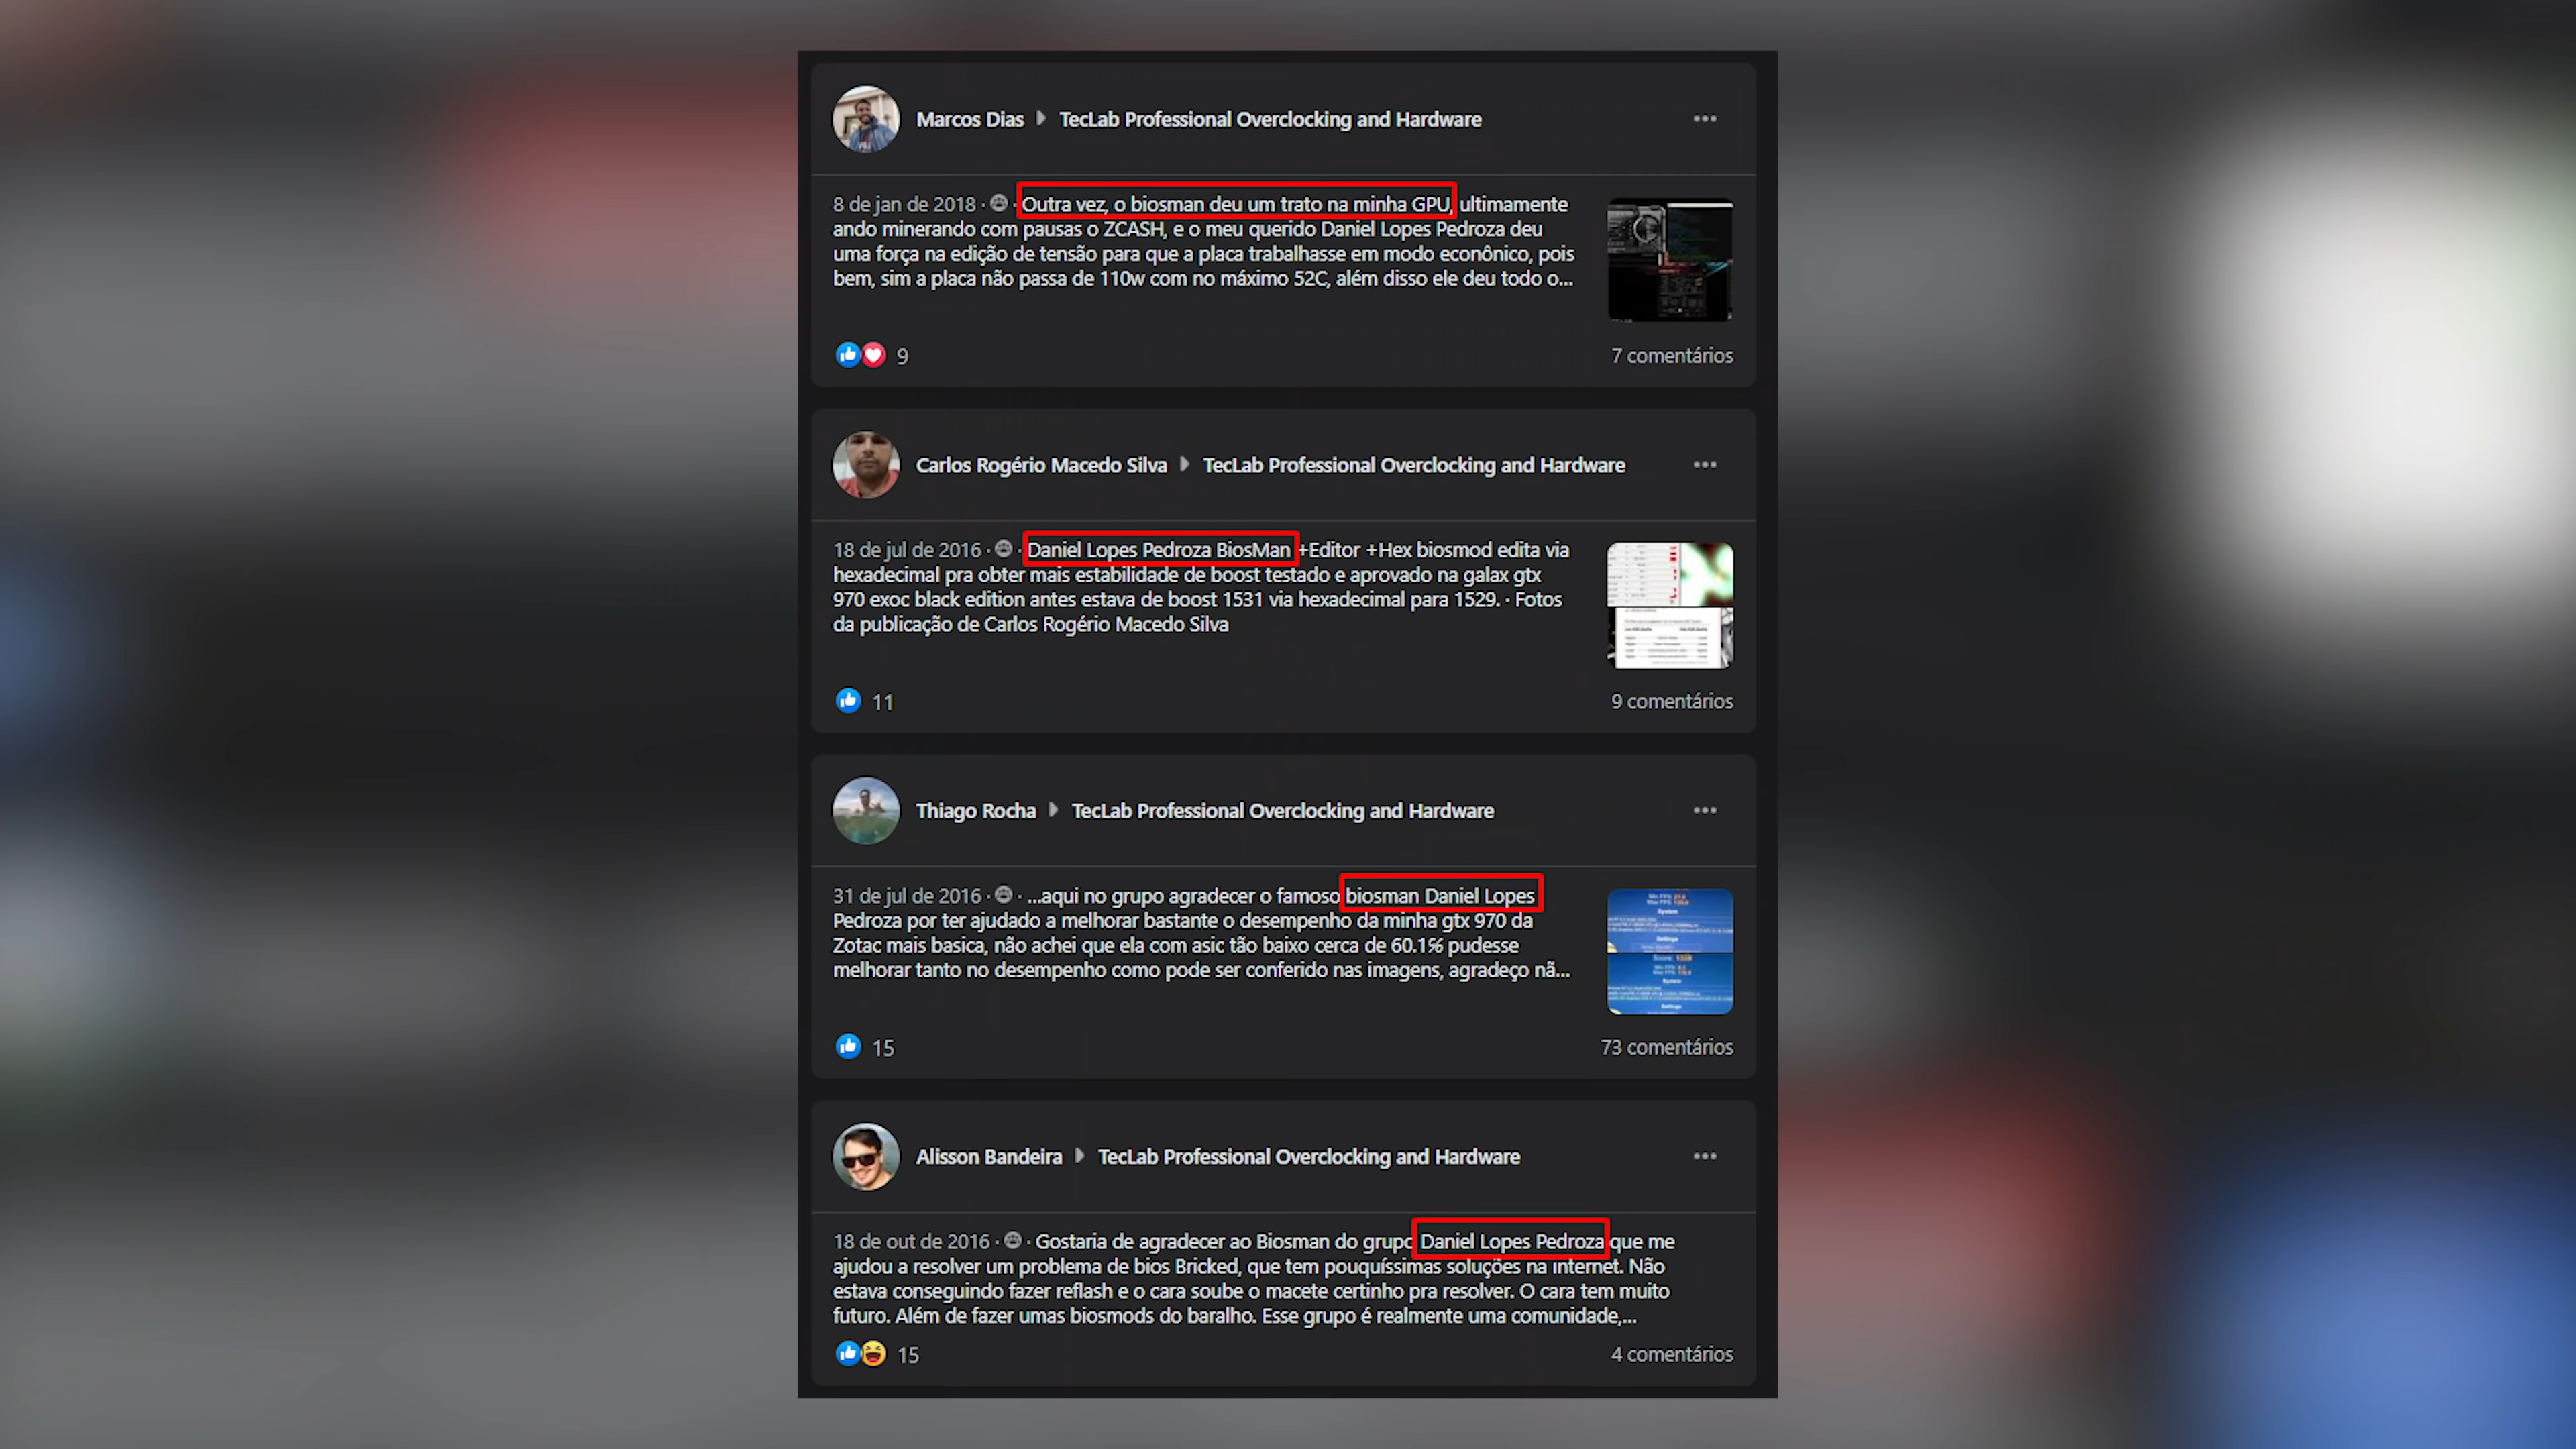 Marcos Dias TecLab Professional Overclocking and Hardware
8 de jan de 2018 · · Outra vez, o biosman deu um trato na minha GPU, ultimamente
ando minerando com pausas o ZCASH, e o meu querido Daniel Lopes Pedroza deu
uma força na edição de tensão para que a placa trabalhasse em modo econônico, pois
bem, sim a placa não passa de 110w com no máximo 52C, além disso ele deu todo o...
9
7 comentários
Carlos Rogério Macedo Silva TecLab Professional Overclocking and Hardware
18 de jul de 2016 · · Daniel Lopes Pedroza BiosMan +Editor +Hex biosmod edita via
hexadecimal pra obter mais estabilidade de boost testado e aprovado na galax gtx
970 exoc black edition antes estava de boost 1531 via hexadecimal para 1529. · Fotos
da publicação de Carlos Rogério Macedo Silva
11
9 comentários
Thiago Rocha TecLab Professional Overclocking and Hardware
31 de jul de 2016 · · ...aqui no grupo agradecer o famoso biosman Daniel Lopes
Pedroza por ter ajudado a melhorar bastante o desempenho da minha gtx 970 da
Zotac mais basica, não achei que ela com asic tão baixo cerca de 60.1% pudesse
melhorar tanto no desempenho como pode ser conferido nas imagens, agradeço nã...
15
73 comentários
Alisson Bandeira TecLab Professional Overclocking and Hardware
18 de out de 2016 · · Gostaria de agradecer ao Biosman do grupo Daniel Lopes Pedroza que me
ajudou a resolver um problema de bios Bricked, que tem pouquíssimas soluções na internet. Não
estava conseguindo fazer reflash e o cara soube o macete certinho pra resolver. O cara tem muito
futuro. Além de fazer umas biosmods do baralho. Esse grupo é realmente uma comunidade,...
15
4 comentários